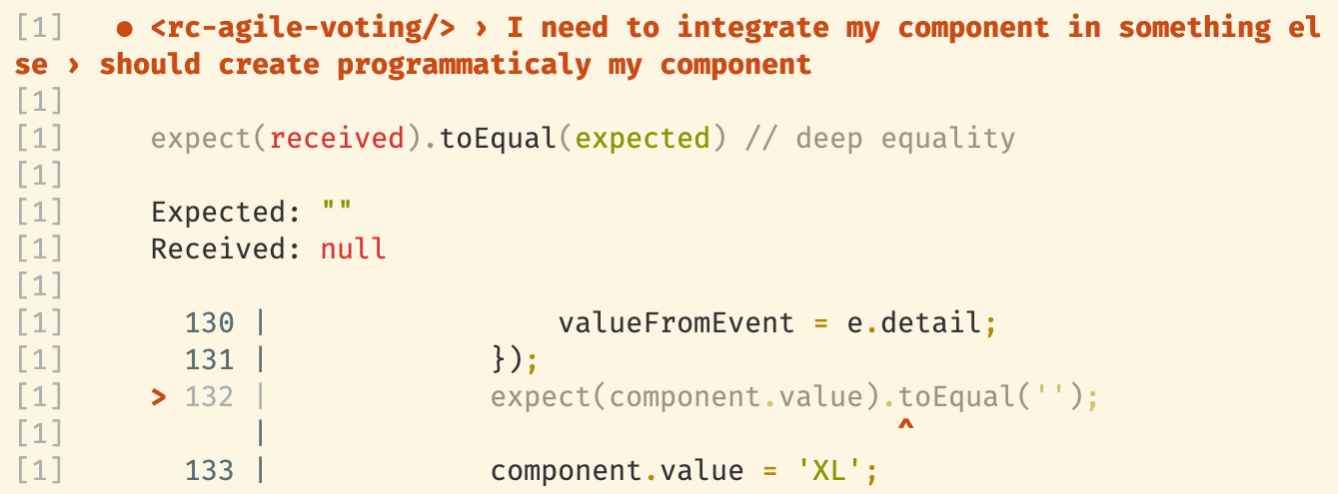 [1]    ● <rc-agile-voting/> › I need to integrate my component in something el
se › should create programmaticaly my component
[1]
[1]      expect(received).toEqual(expected) // deep equality
[1]
[1]      Expected: ""
[1]      Received: null
[1]
[1]        130 |                 valueFromEvent = e.detail;
[1]        131 |             });
[1]      > 132 |             expect(component.value).toEqual('');
[1]            |                                     ^
[1]        133 |             component.value = 'XL';